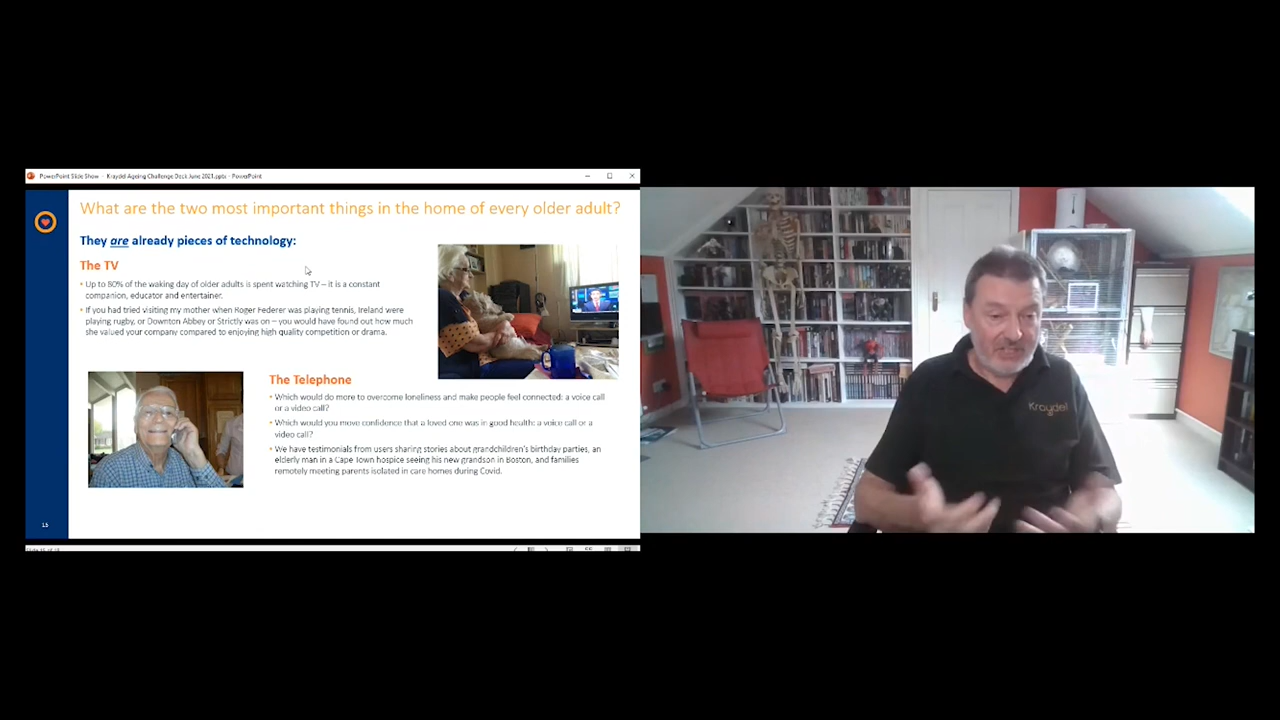 PowerPoint Slide Show - Kraydel Ageing Challenge Deck June 2021.pptx - PowerPoint
What are the two most important things in the home of every older adult?
They are already pieces of technology:
The TV
• Up to 80% of the waking day of older adults is spent watching TV – it is a constant
companion, educator and entertainer.
• If you had tried visiting my mother when Roger Federer was playing tennis, Ireland were
playing rugby, or Downton Abbey or Strictly was on – you would have found out how much
she valued your company compared to enjoying high quality competition or drama.
The Telephone
• Which would do more to overcome loneliness and make people feel connected: a voice call
or a video call?
• Which would you move confidence that a loved one was in good health: a voice call or a
video call?
• We have testimonials from users sharing stories about grandchildren's birthday parties, an
elderly man in a Cape Town hospice seeing his new grandson in Boston, and families
remotely meeting parents isolated in care homes during Covid.
15
Kraydel